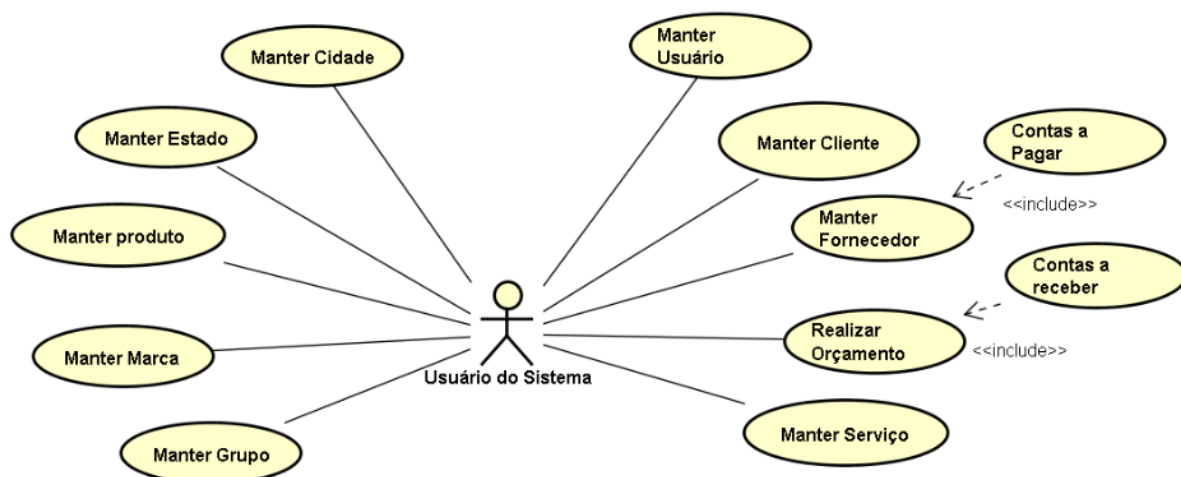 Manter Cidade
Manter
Usuário
Manter Estado
Manter Cliente
Contas a
Pagar
<<include>>
Manter produto
Manter
Fornecedor
Contas a
receber
Manter Marca
Usuário do Sistema
Realizar
Orçamento
<<include>>
Manter Grupo
Manter Serviço